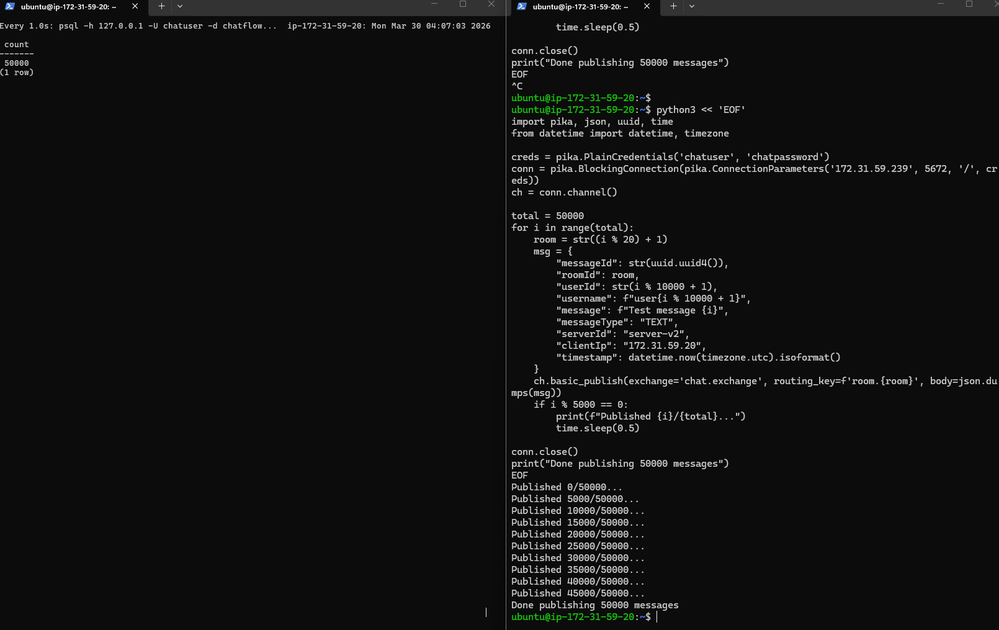 ubuntu@ip-172-31-59-20: ~
Every 1.0s: psql -h 127.0.0.1 -U chatuser -d chatflow...  ip-172-31-59-20: Mon Mar 30 04:07:03 2026
 count
-------
 50000
(1 row)
ubuntu@ip-172-31-59-20: ~
        time.sleep(0.5)
conn.close()
print("Done publishing 50000 messages")
EOF
^C
ubuntu@ip-172-31-59-20:~$
ubuntu@ip-172-31-59-20:~$ python3 << 'EOF'
import pika, json, uuid, time
from datetime import datetime, timezone
creds = pika.PlainCredentials('chatuser', 'chatpassword')
conn = pika.BlockingConnection(pika.ConnectionParameters('172.31.59.239', 5672, '/', cr
eds))
ch = conn.channel()
total = 50000
for i in range(total):
    room = str((i % 20) + 1)
    msg = {
        "messageId": str(uuid.uuid4()),
        "roomId": room,
        "userId": str(i % 10000 + 1),
        "username": f"user{i % 10000 + 1}",
        "message": f"Test message {i}",
        "messageType": "TEXT",
        "serverId": "server-v2",
        "clientIp": "172.31.59.20",
        "timestamp": datetime.now(timezone.utc).isoformat()
    }
    ch.basic_publish(exchange='chat.exchange', routing_key=f'room.{room}', body=json.du
mps(msg))
    if i % 5000 == 0:
        print(f"Published {i}/{total}...")
        time.sleep(0.5)
conn.close()
print("Done publishing 50000 messages")
EOF
Published 0/50000...
Published 5000/50000...
Published 10000/50000...
Published 15000/50000...
Published 20000/50000...
Published 25000/50000...
Published 30000/50000...
Published 35000/50000...
Published 40000/50000...
Published 45000/50000...
Done publishing 50000 messages
ubuntu@ip-172-31-59-20:~$